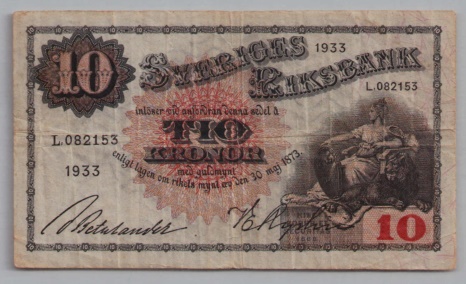 10
SVERIGES 1933
RIKSBANK
L.082153
inlöser vid anfordran denna sedel å
TIO
L.082153
KRONOR
1933
med guldmynt
enligt lagen om rikets mynt av den 30 maj 1873.
10